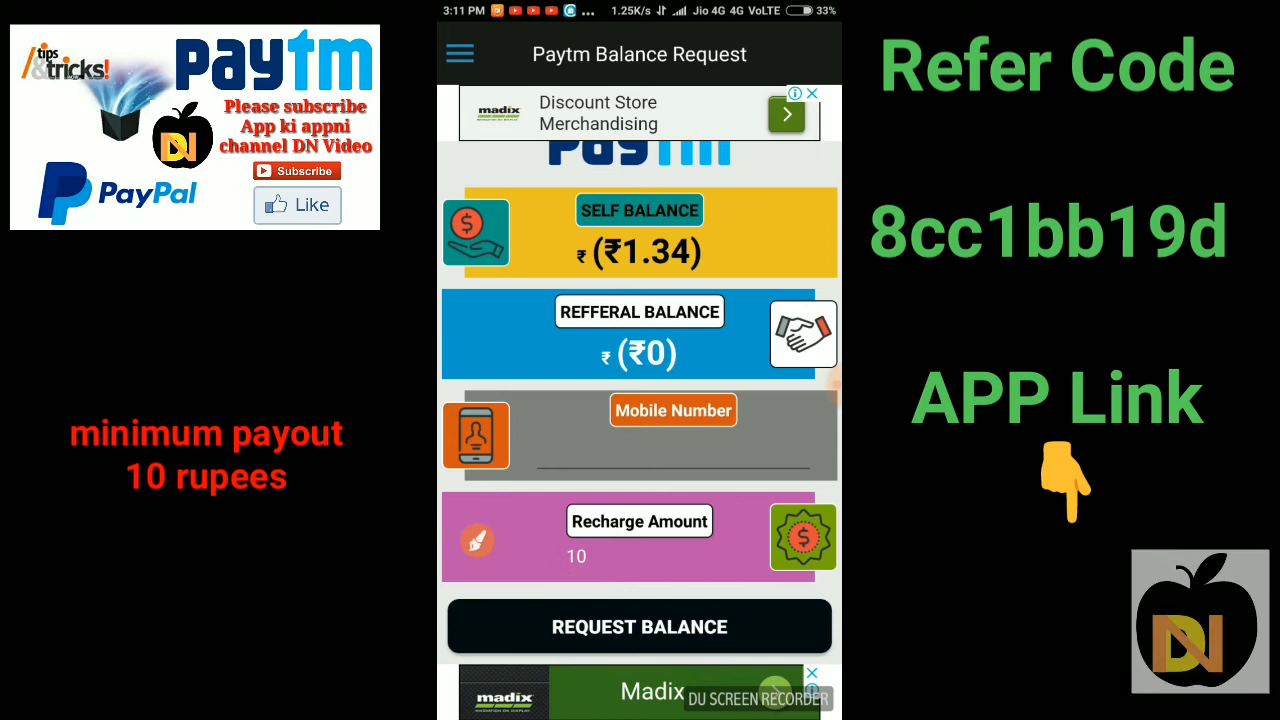 tips
&tricks!
paytm
Please subscribe
App ki appni
channel DN Video
Subscribe
Like
PayPal
DN
minimum payout
10 rupees
3:11 PM
...
1.25K/s
Jio 4G 4G VoLTE
33%
Paytm Balance Request
madix
Discount Store
Merchandising
paytm
SELF BALANCE
₹ (₹1.34)
REFFERAL BALANCE
₹ (₹0)
Mobile Number
Recharge Amount
10
REQUEST BALANCE
madix
Madix
DU SCREEN RECORDER
Refer Code
8cc1bb19d
APP Link
DN